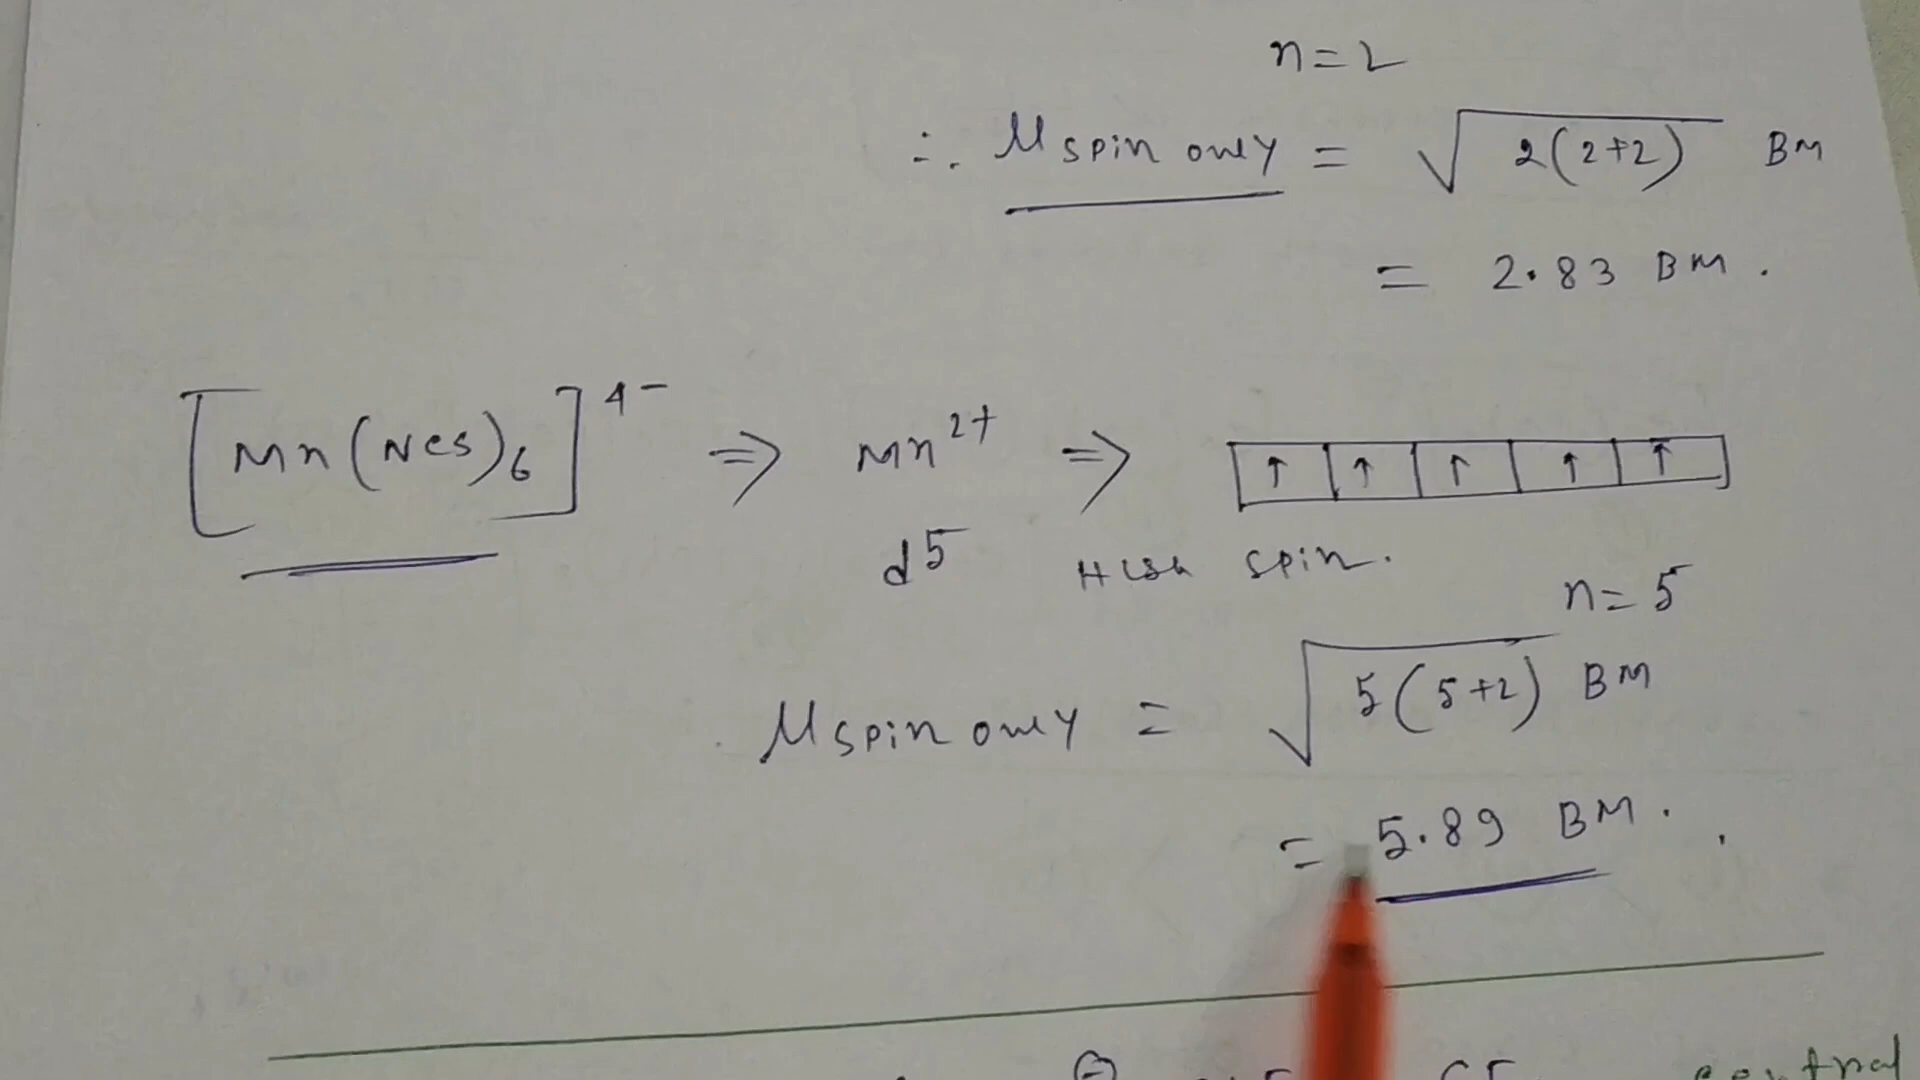 n=2
∴ μ spin only = √2(2+2) BM
= 2.83 BM.
[Mn(NCS)6]4- ⇒ Mn2+ ⇒ ↑ ↑ ↑ ↑ ↑
d5 High spin.
n=5
μ spin only = √5(5+2) BM
= 5.89 BM.
central